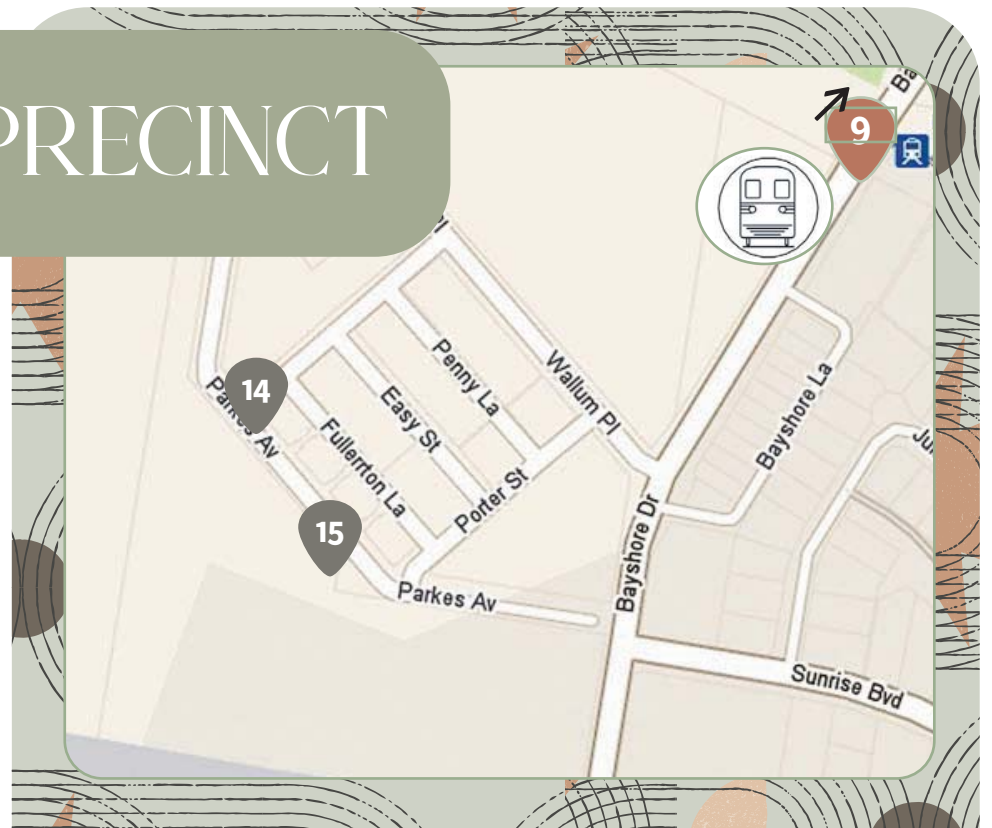 PRECINCT
9
Wallum Pl
Penny La
14
Parkes Av
Easy St
Bayshore La
Fullerrton La
Porter St
15
Bayshore Dr
Parkes Av
Sunrise Bvd